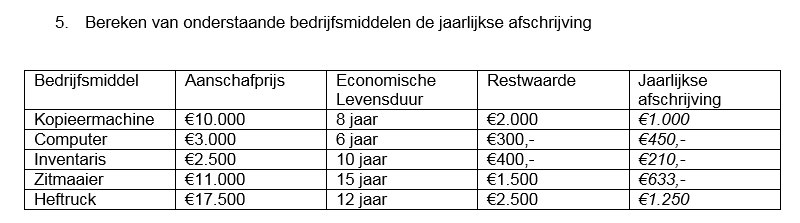 5. Bereken van onderstaande bedrijfsmiddelen de jaarlijkse afschrijving
Bedrijfsmiddel Aanschafprijs Economische Levensduur Restwaarde Jaarlijkse afschrijving
Kopieermachine €10.000 8 jaar €2.000 €1.000
Computer €3.000 6 jaar €300,- €450,-
Inventaris €2.500 10 jaar €400,- €210,-
Zitmaaier €11.000 15 jaar €1.500 €633,-
Heftruck €17.500 12 jaar €2.500 €1.250